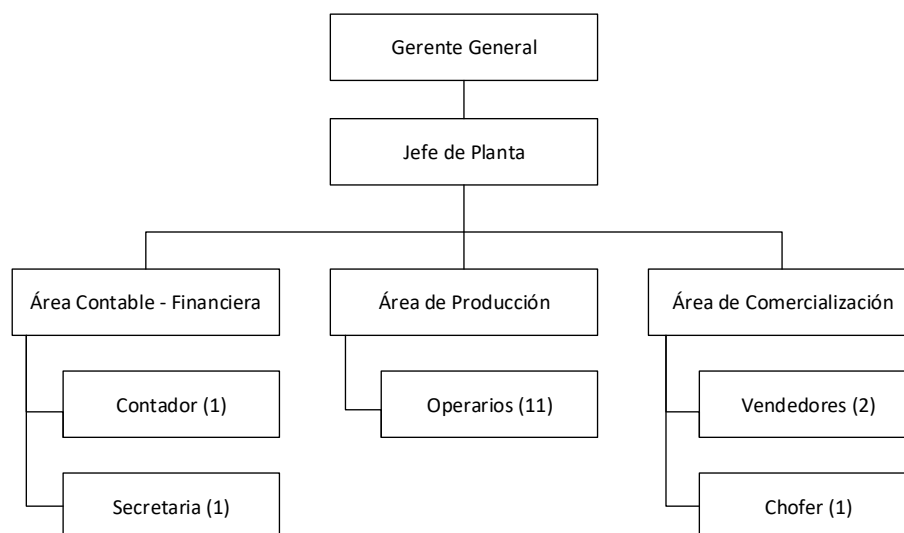 Gerente General
Jefe de Planta
Área Contable - Financiera
Área de Producción
Área de Comercialización
Contador (1)
Operarios (11)
Vendedores (2)
Secretaria (1)
Chofer (1)